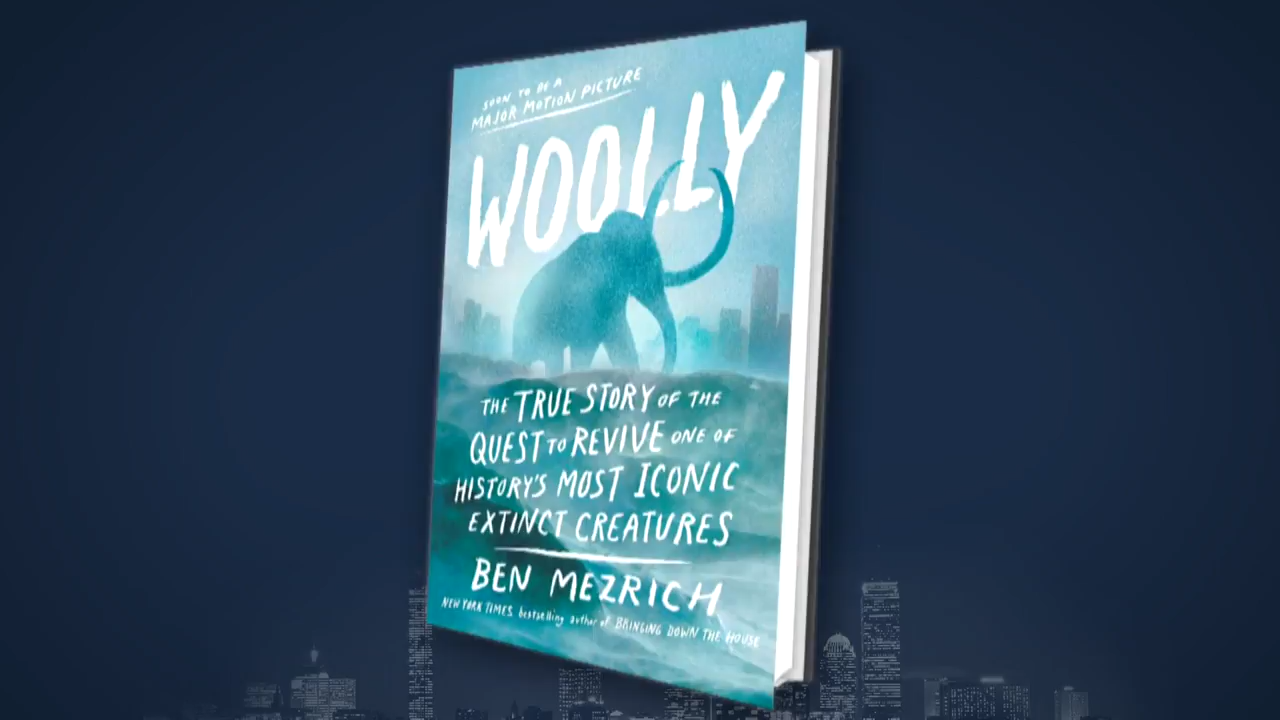 SOON TO BE A
MAJOR MOTION PICTURE
WOOLLY
THE TRUE STORY OF THE
QUEST TO REVIVE ONE OF
HISTORY'S MOST ICONIC
EXTINCT CREATURES
BEN MEZRICH
NEW YORK TIMES bestselling author of BRINGING DOWN THE HOUSE